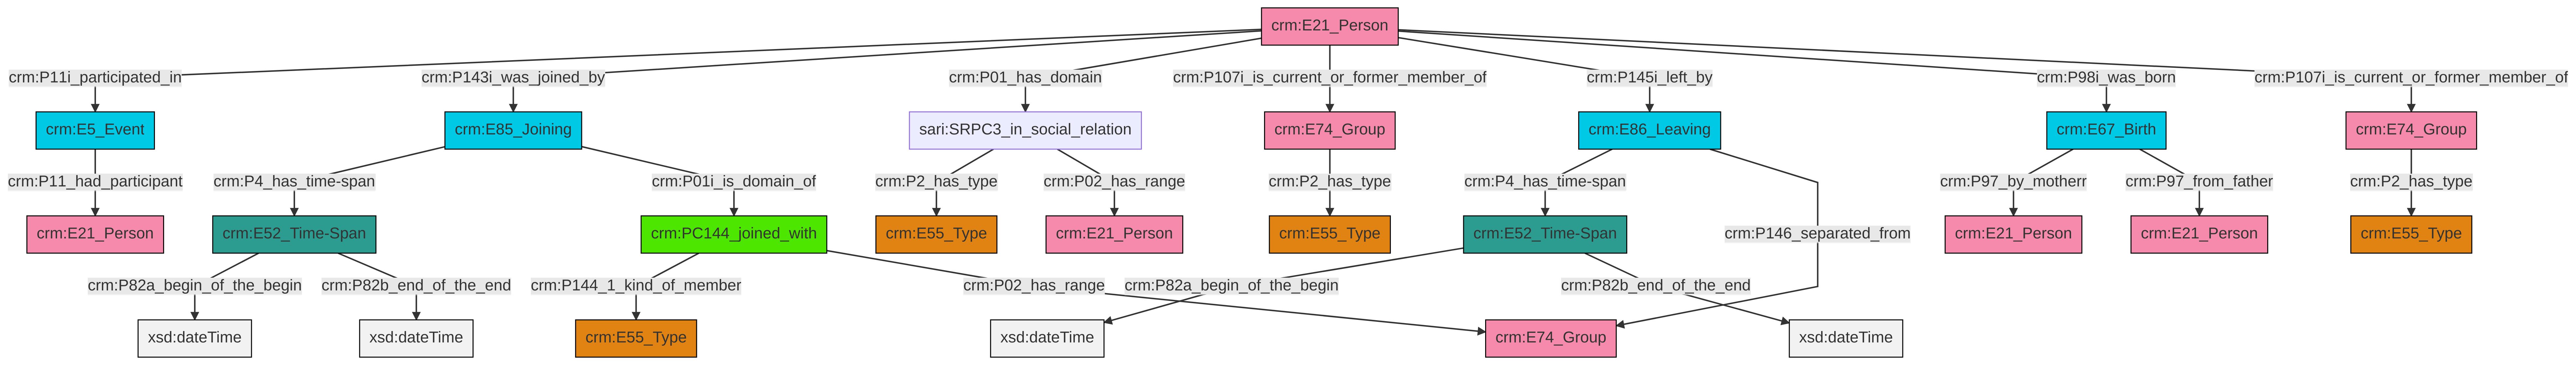 crm:E21_Person
crm:P11i_participated_in
crm:P143i_was_joined_by
crm:P01_has_domain
crm:P107i_is_current_or_former_member_of
crm:P145i_left_by
crm:P98i_was_born
crm:P107i_is_current_or_former_member_of
crm:E5_Event
crm:E85_Joining
sari:SRPC3_in_social_relation
crm:E74_Group
crm:E86_Leaving
crm:E67_Birth
crm:E74_Group
crm:P11_had_participant
crm:P4_has_time-span
crm:P01i_is_domain_of
crm:P2_has_type
crm:P02_has_range
crm:P2_has_type
crm:P4_has_time-span
crm:P97_by_motherr
crm:P97_from_father
crm:P2_has_type
crm:E21_Person
crm:E52_Time-Span
crm:PC144_joined_with
crm:E55_Type
crm:E21_Person
crm:E55_Type
crm:E52_Time-Span
crm:P146_separated_from
crm:E21_Person
crm:E21_Person
crm:E55_Type
crm:P82a_begin_of_the_begin
crm:P82b_end_of_the_end
crm:P144_1_kind_of_member
crm:P02_has_range
crm:P82a_begin_of_the_begin
crm:P82b_end_of_the_end
xsd:dateTime
xsd:dateTime
crm:E55_Type
xsd:dateTime
crm:E74_Group
xsd:dateTime